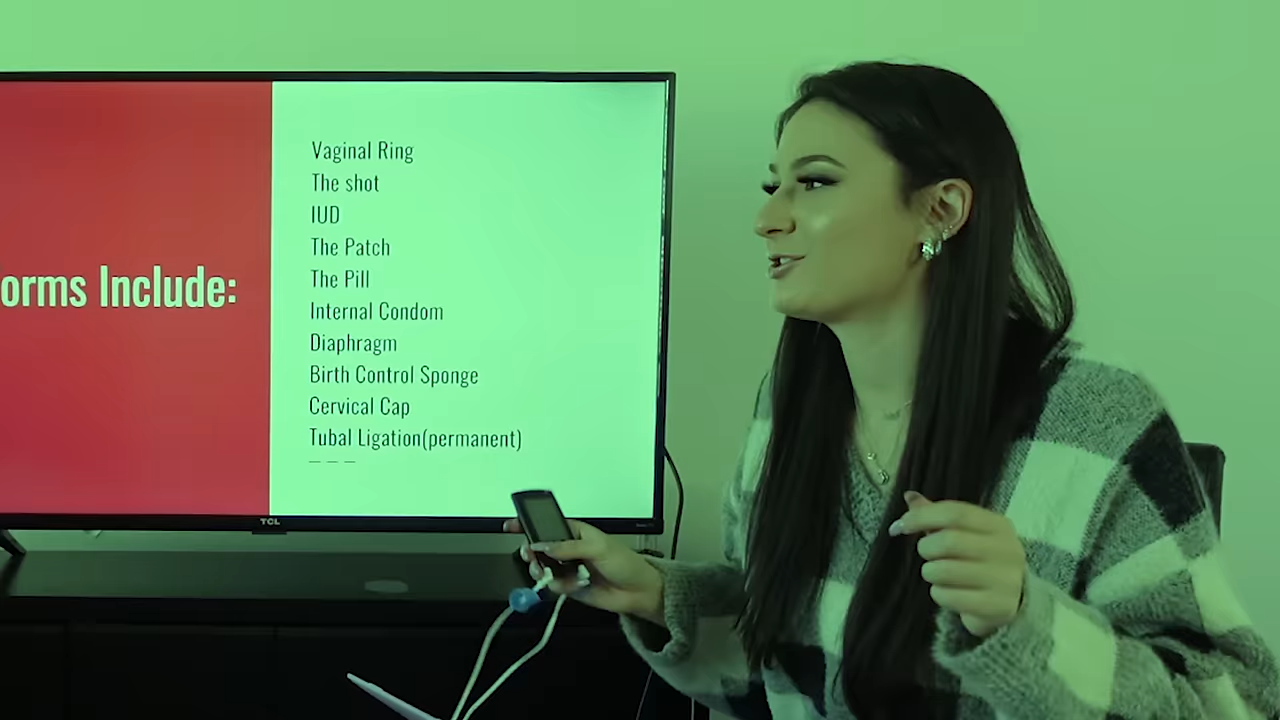 orms Include:
Vaginal Ring
The shot
IUD
The Patch
The Pill
Internal Condom
Diaphragm
Birth Control Sponge
Cervical Cap
Tubal Ligation(permanent)
TCL